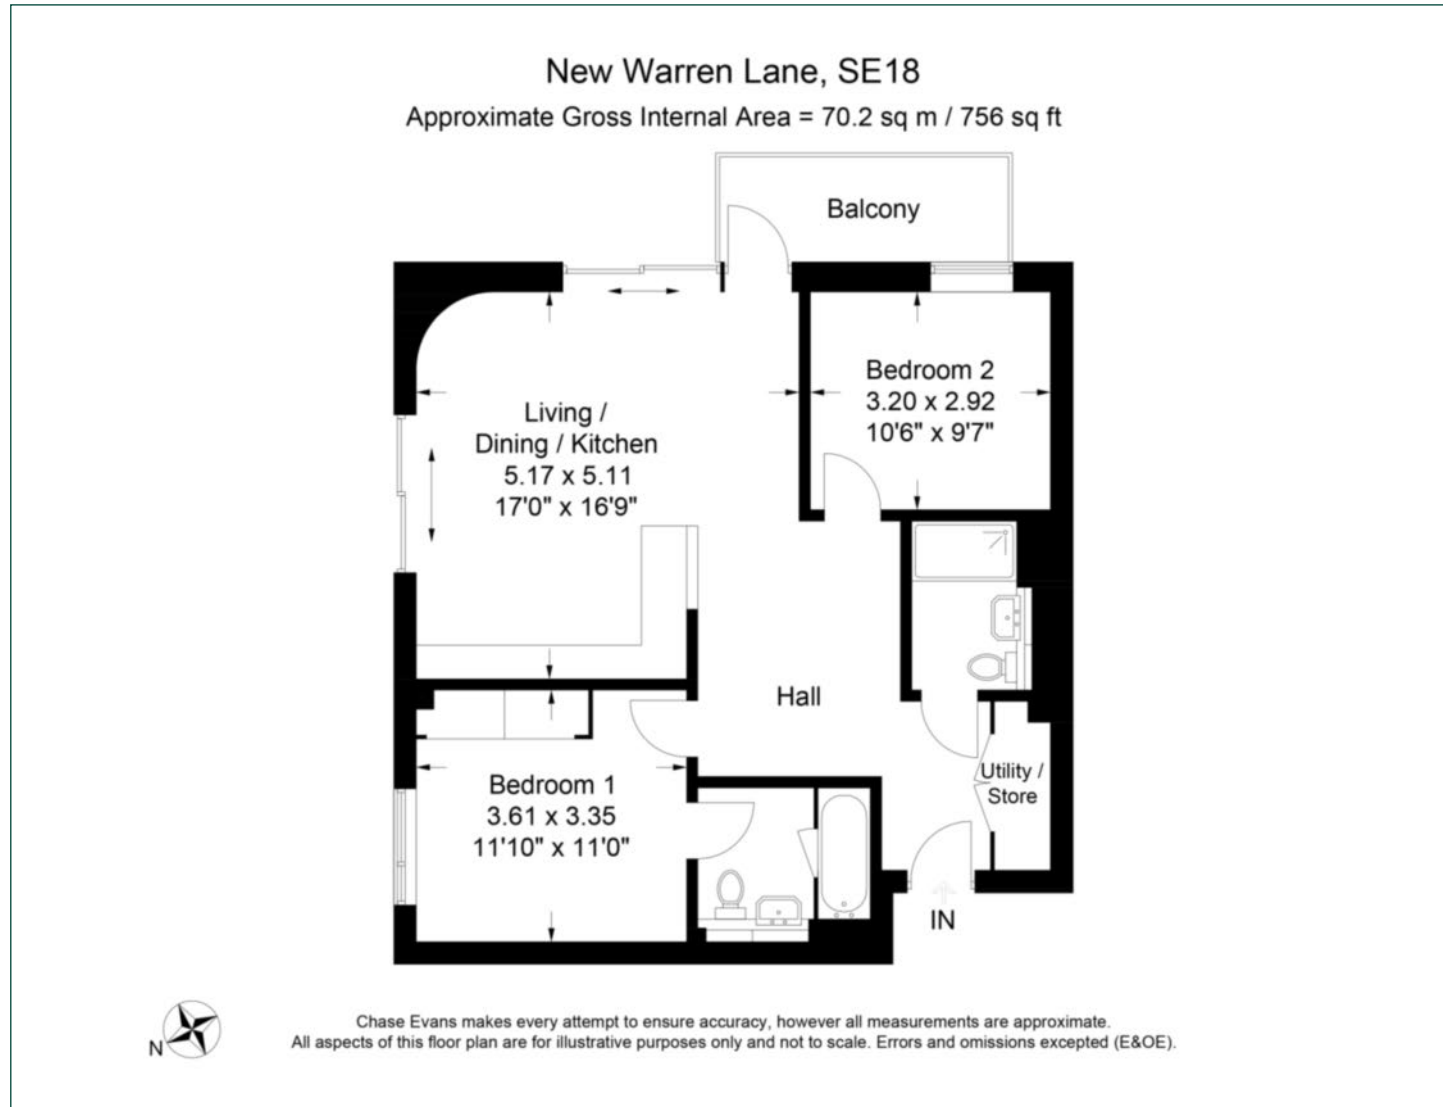 New Warren Lane, SE18
Approximate Gross Internal Area = 70.2 sq m / 756 sq ft
Balcony
Bedroom 2
3.20 x 2.92
10'6" x 9'7"
Living /
Dining / Kitchen
5.17 x 5.11
17'0" x 16'9"
Hall
Utility /
Store
Bedroom 1
3.61 x 3.35
11'10" x 11'0"
IN
N
Chase Evans makes every attempt to ensure accuracy, however all measurements are approximate.
All aspects of this floor plan are for illustrative purposes only and not to scale. Errors and omissions excepted (E&OE).